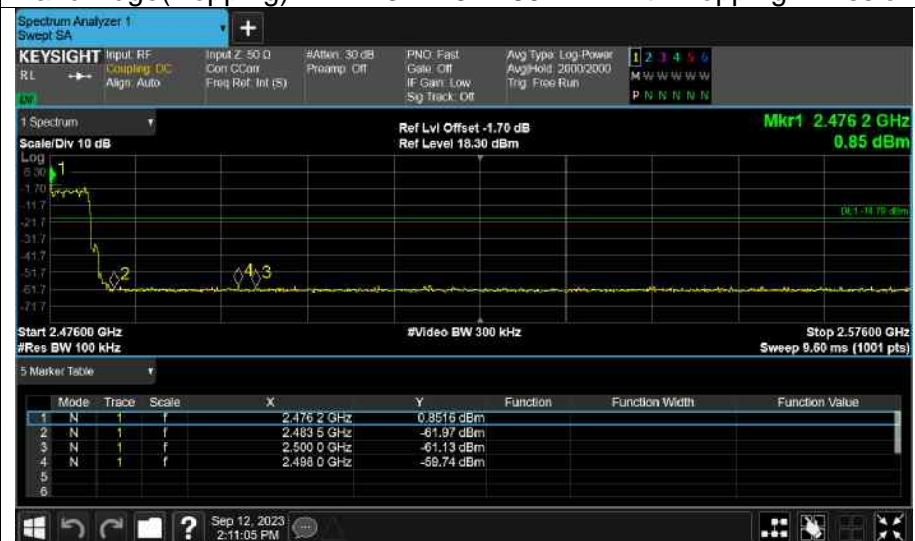 Spectrum Analyzer 1
Swept SA
+
KEYSIGHT
RL
Input: RF
Coupling: DC
Align: Auto
Input Z: 50 Ω
Corr CCorr
Freq Ref: Int (S)
#Atten: 30 dB
Preamp: Off
PNO: Fast
Gate: Off
IF Gain: Low
Sig Track: Off
Avg Type: Log-Power
Avg|Hold: 2000/2000
Trig: Free Run
1 2 3 4 5 6
M W W W W W
P N N N N N
1 Spectrum
Scale/Div 10 dB
Ref Lvl Offset -1.70 dB
Ref Level 18.30 dBm
Mkr1 2.476 2 GHz
0.85 dBm
Log
-1.70
-11.7
-21.7
-31.7
-41.7
-51.7
-61.7
-71.7
1
2
4 3
Start 2.47600 GHz
#Res BW 100 kHz
#Video BW 300 kHz
Stop 2.57600 GHz
Sweep 9.60 ms (1001 pts)
5 Marker Table
Mode Trace Scale X Y Function Function Width Function Value
1 N 1 f 2.476 2 GHz 0.8516 dBm
2 N 1 f 2.483 5 GHz -61.97 dBm
3 N 1 f 2.500 0 GHz -61.13 dBm
4 N 1 f 2.498 0 GHz -59.74 dBm
5
6
?
Sep 12, 2023
2:11:05 PM